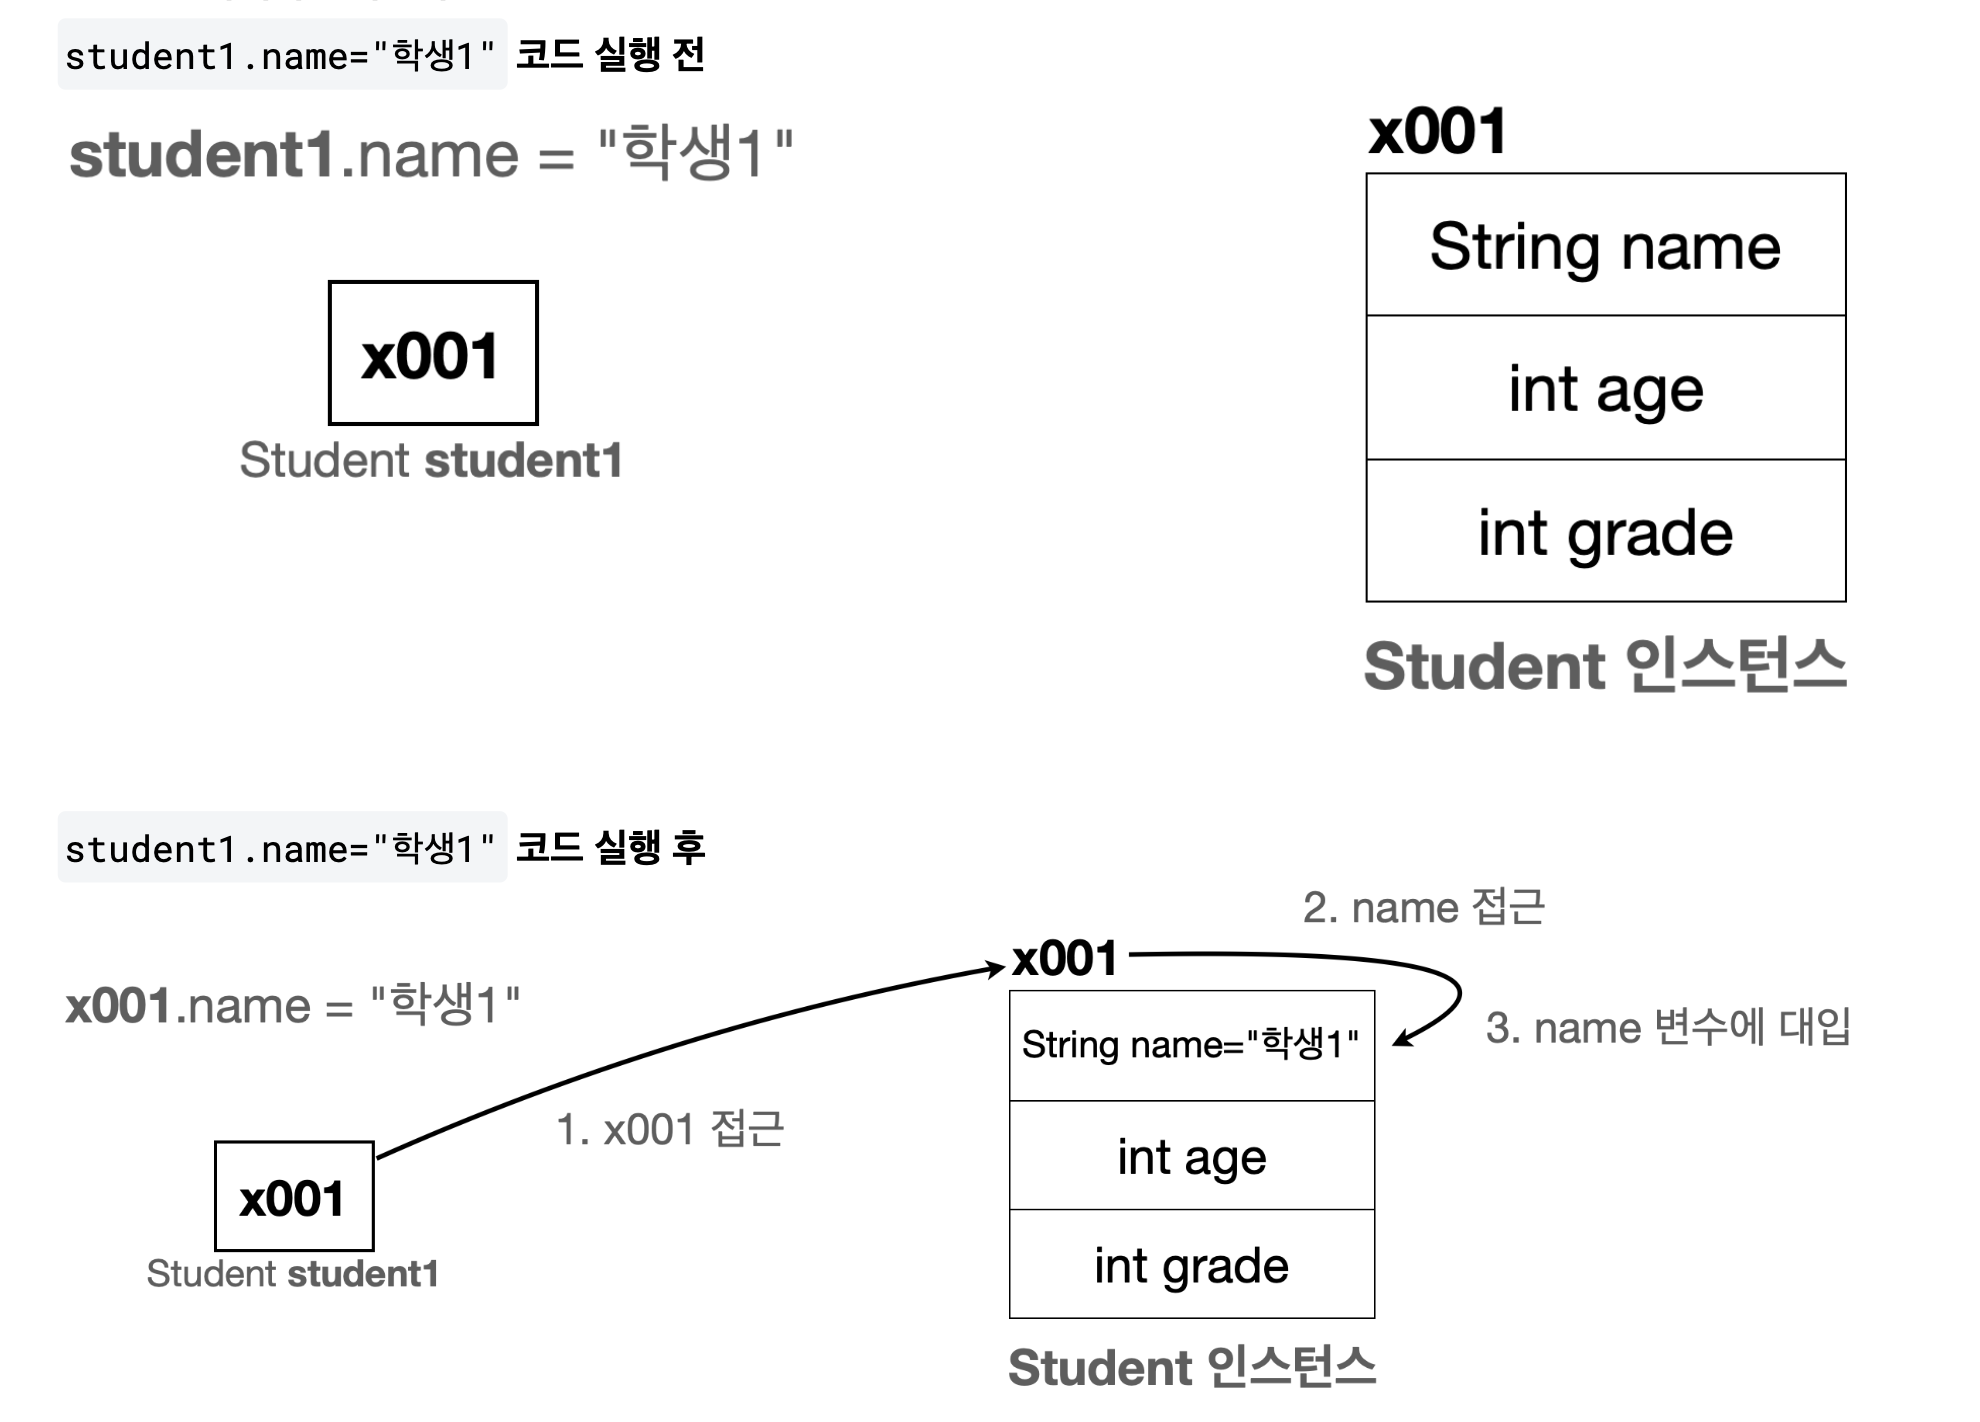 student1.name="학생1" 코드 실행 전
student1.name = "학생1"
x001
String name
int age
int grade
Student 인스턴스
x001
Student student1
student1.name="학생1" 코드 실행 후
x001.name = "학생1"
x001
Student student1
1. x001 접근
x001
2. name 접근
3. name 변수에 대입
String name="학생1"
int age
int grade
Student 인스턴스